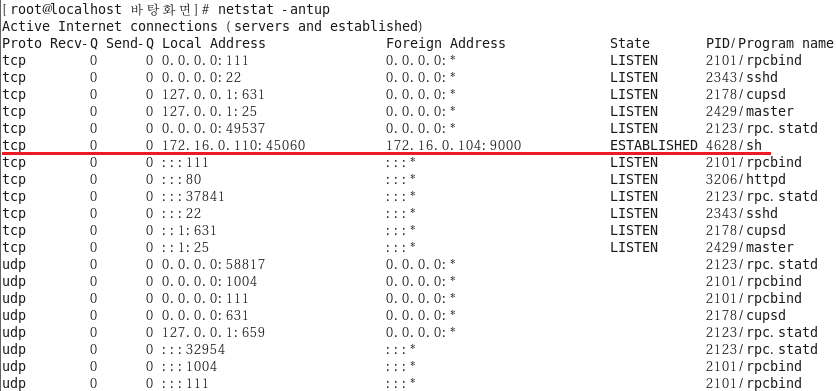 [root@localhost 바탕화면]# netstat -antup
Active Internet connections (servers and established)
Proto Recv-Q Send-Q Local Address Foreign Address State PID/Program name
tcp 0 0 0.0.0.0:111 0.0.0.0:* LISTEN 2101/rpcbind
tcp 0 0 0.0.0.0:22 0.0.0.0:* LISTEN 2343/sshd
tcp 0 0 127.0.0.1:631 0.0.0.0:* LISTEN 2178/cupsd
tcp 0 0 127.0.0.1:25 0.0.0.0:* LISTEN 2429/master
tcp 0 0 0.0.0.0:49537 0.0.0.0:* LISTEN 2123/rpc.statd
tcp 0 0 172.16.0.110:45060 172.16.0.104:9000 ESTABLISHED 4628/sh
tcp 0 0 :::111 :::* LISTEN 2101/rpcbind
tcp 0 0 :::80 :::* LISTEN 3206/httpd
tcp 0 0 :::37841 :::* LISTEN 2123/rpc.statd
tcp 0 0 :::22 :::* LISTEN 2343/sshd
tcp 0 0 ::1:631 :::* LISTEN 2178/cupsd
tcp 0 0 ::1:25 :::* LISTEN 2429/master
udp 0 0 0.0.0.0:58817 0.0.0.0:* 2123/rpc.statd
udp 0 0 0.0.0.0:1004 0.0.0.0:* 2101/rpcbind
udp 0 0 0.0.0.0:111 0.0.0.0:* 2101/rpcbind
udp 0 0 0.0.0.0:631 0.0.0.0:* 2178/cupsd
udp 0 0 127.0.0.1:659 0.0.0.0:* 2123/rpc.statd
udp 0 0 :::32954 :::* 2123/rpc.statd
udp 0 0 :::1004 :::* 2101/rpcbind
udp 0 0 :::111 :::* 2101/rpcbind